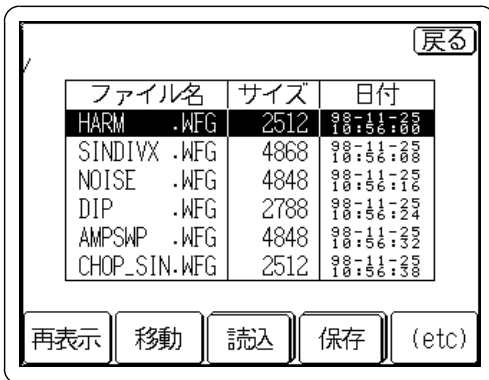 戻る
/
ファイル名 サイズ 日付
HARM .WFG 2512 98-11-25 10:56:00
SINDIVX .WFG 4868 98-11-25 10:56:08
NOISE .WFG 4848 98-11-25 10:56:16
DIP .WFG 2788 98-11-25 10:56:24
AMPSWP .WFG 4848 98-11-25 10:56:32
CHOP_SIN.WFG 2512 98-11-25 10:56:38
再表示 移動 読込 保存 (etc)